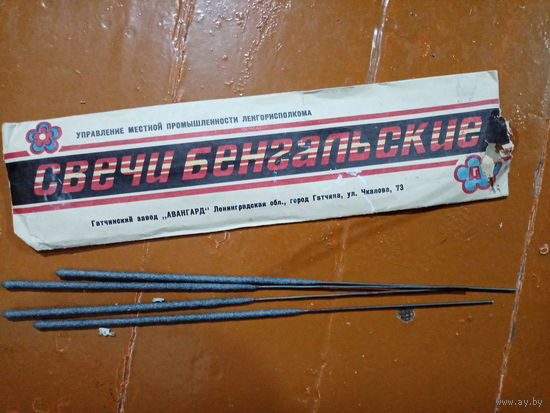 УПРАВЛЕНИЕ МЕСТНОЙ ПРОМЫШЛЕННОСТИ ЛЕНГОРИСПОЛКОМА
СВЕЧИ БЕНГАЛЬСКИЕ
Гатчинский завод „АВАНГАРД" Ленинградская обл., город Гатчина, ул. Чкалова, 73
www.ay.by